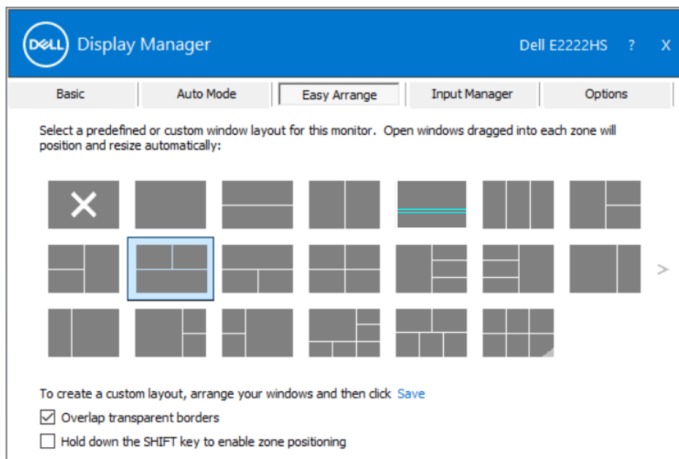 DELL Display Manager Dell E2222HS ? X
Basic Auto Mode Easy Arrange Input Manager Options
Select a predefined or custom window layout for this monitor. Open windows dragged into each zone will
position and resize automatically:
To create a custom layout, arrange your windows and then click Save
Overlap transparent borders
Hold down the SHIFT key to enable zone positioning